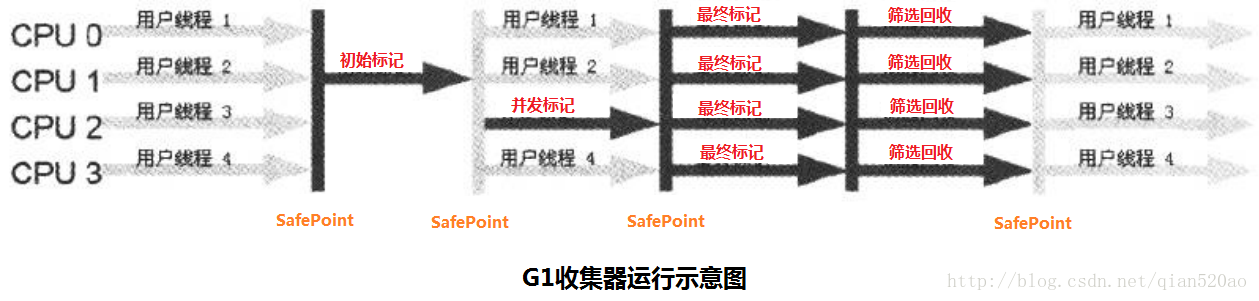 CPU 0 用户线程 1 用户线程 1 最终标记 筛选回收 用户线程 1
CPU 1 用户线程 2 初始标记 用户线程 2 最终标记 筛选回收 用户线程 2
CPU 2 用户线程 3 并发标记 最终标记 筛选回收 用户线程 3
CPU 3 用户线程 4 用户线程 4 最终标记 筛选回收 用户线程 4
SafePoint SafePoint SafePoint SafePoint
G1收集器运行示意图
http://blog.csdn.net/qian520ao